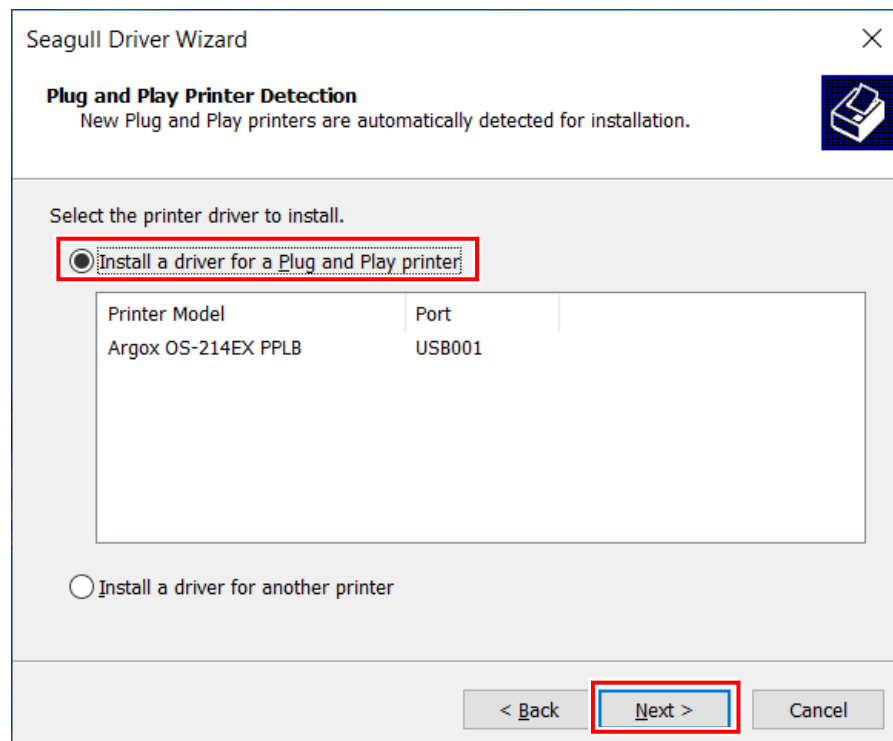 Seagull Driver Wizard
Plug and Play Printer Detection
New Plug and Play printers are automatically detected for installation.
Select the printer driver to install.
Install a driver for a Plug and Play printer
Printer Model Port
Argox OS-214EX PPLB USB001
Install a driver for another printer
< Back Next > Cancel